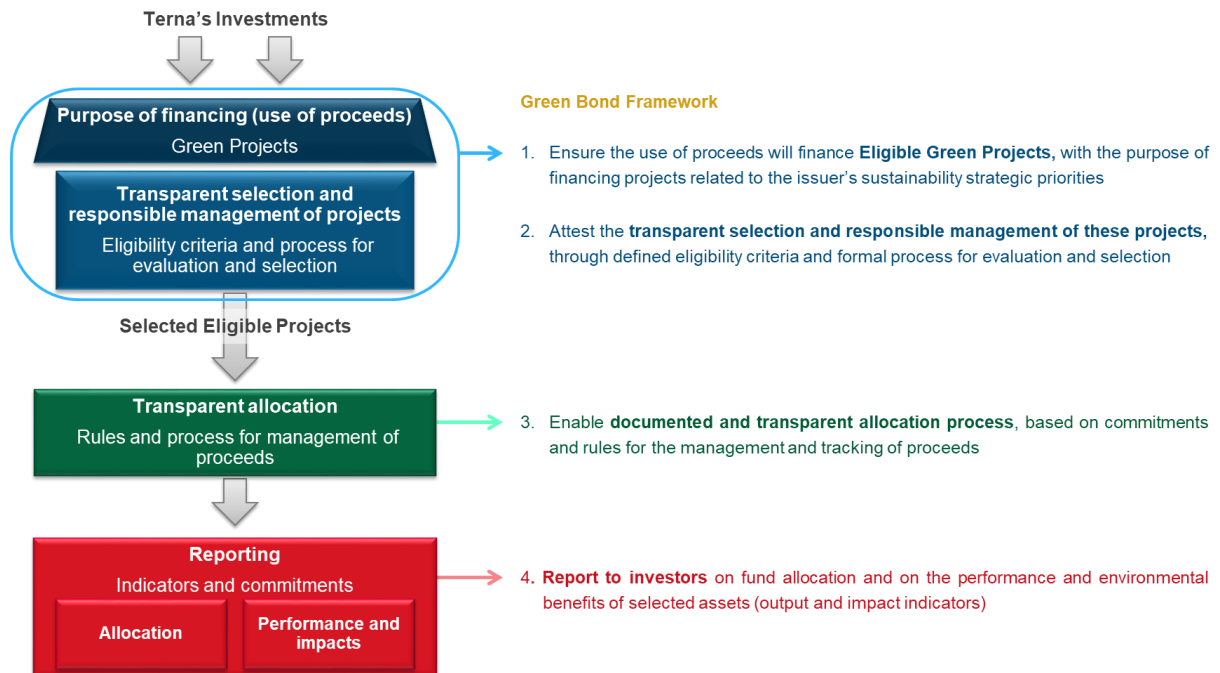 Terna's Investments
Purpose of financing (use of proceeds)
Green Projects
Transparent selection and
responsible management of projects
Eligibility criteria and process for
evaluation and selection
Selected Eligible Projects
Transparent allocation
Rules and process for management of
proceeds
Reporting
Indicators and commitments
Allocation
Performance and
impacts
Green Bond Framework
1. Ensure the use of proceeds will finance Eligible Green Projects, with the purpose of
financing projects related to the issuer's sustainability strategic priorities
2. Attest the transparent selection and responsible management of these projects,
through defined eligibility criteria and formal process for evaluation and selection
3. Enable documented and transparent allocation process, based on commitments
and rules for the management and tracking of proceeds
4. Report to investors on fund allocation and on the performance and environmental
benefits of selected assets (output and impact indicators)